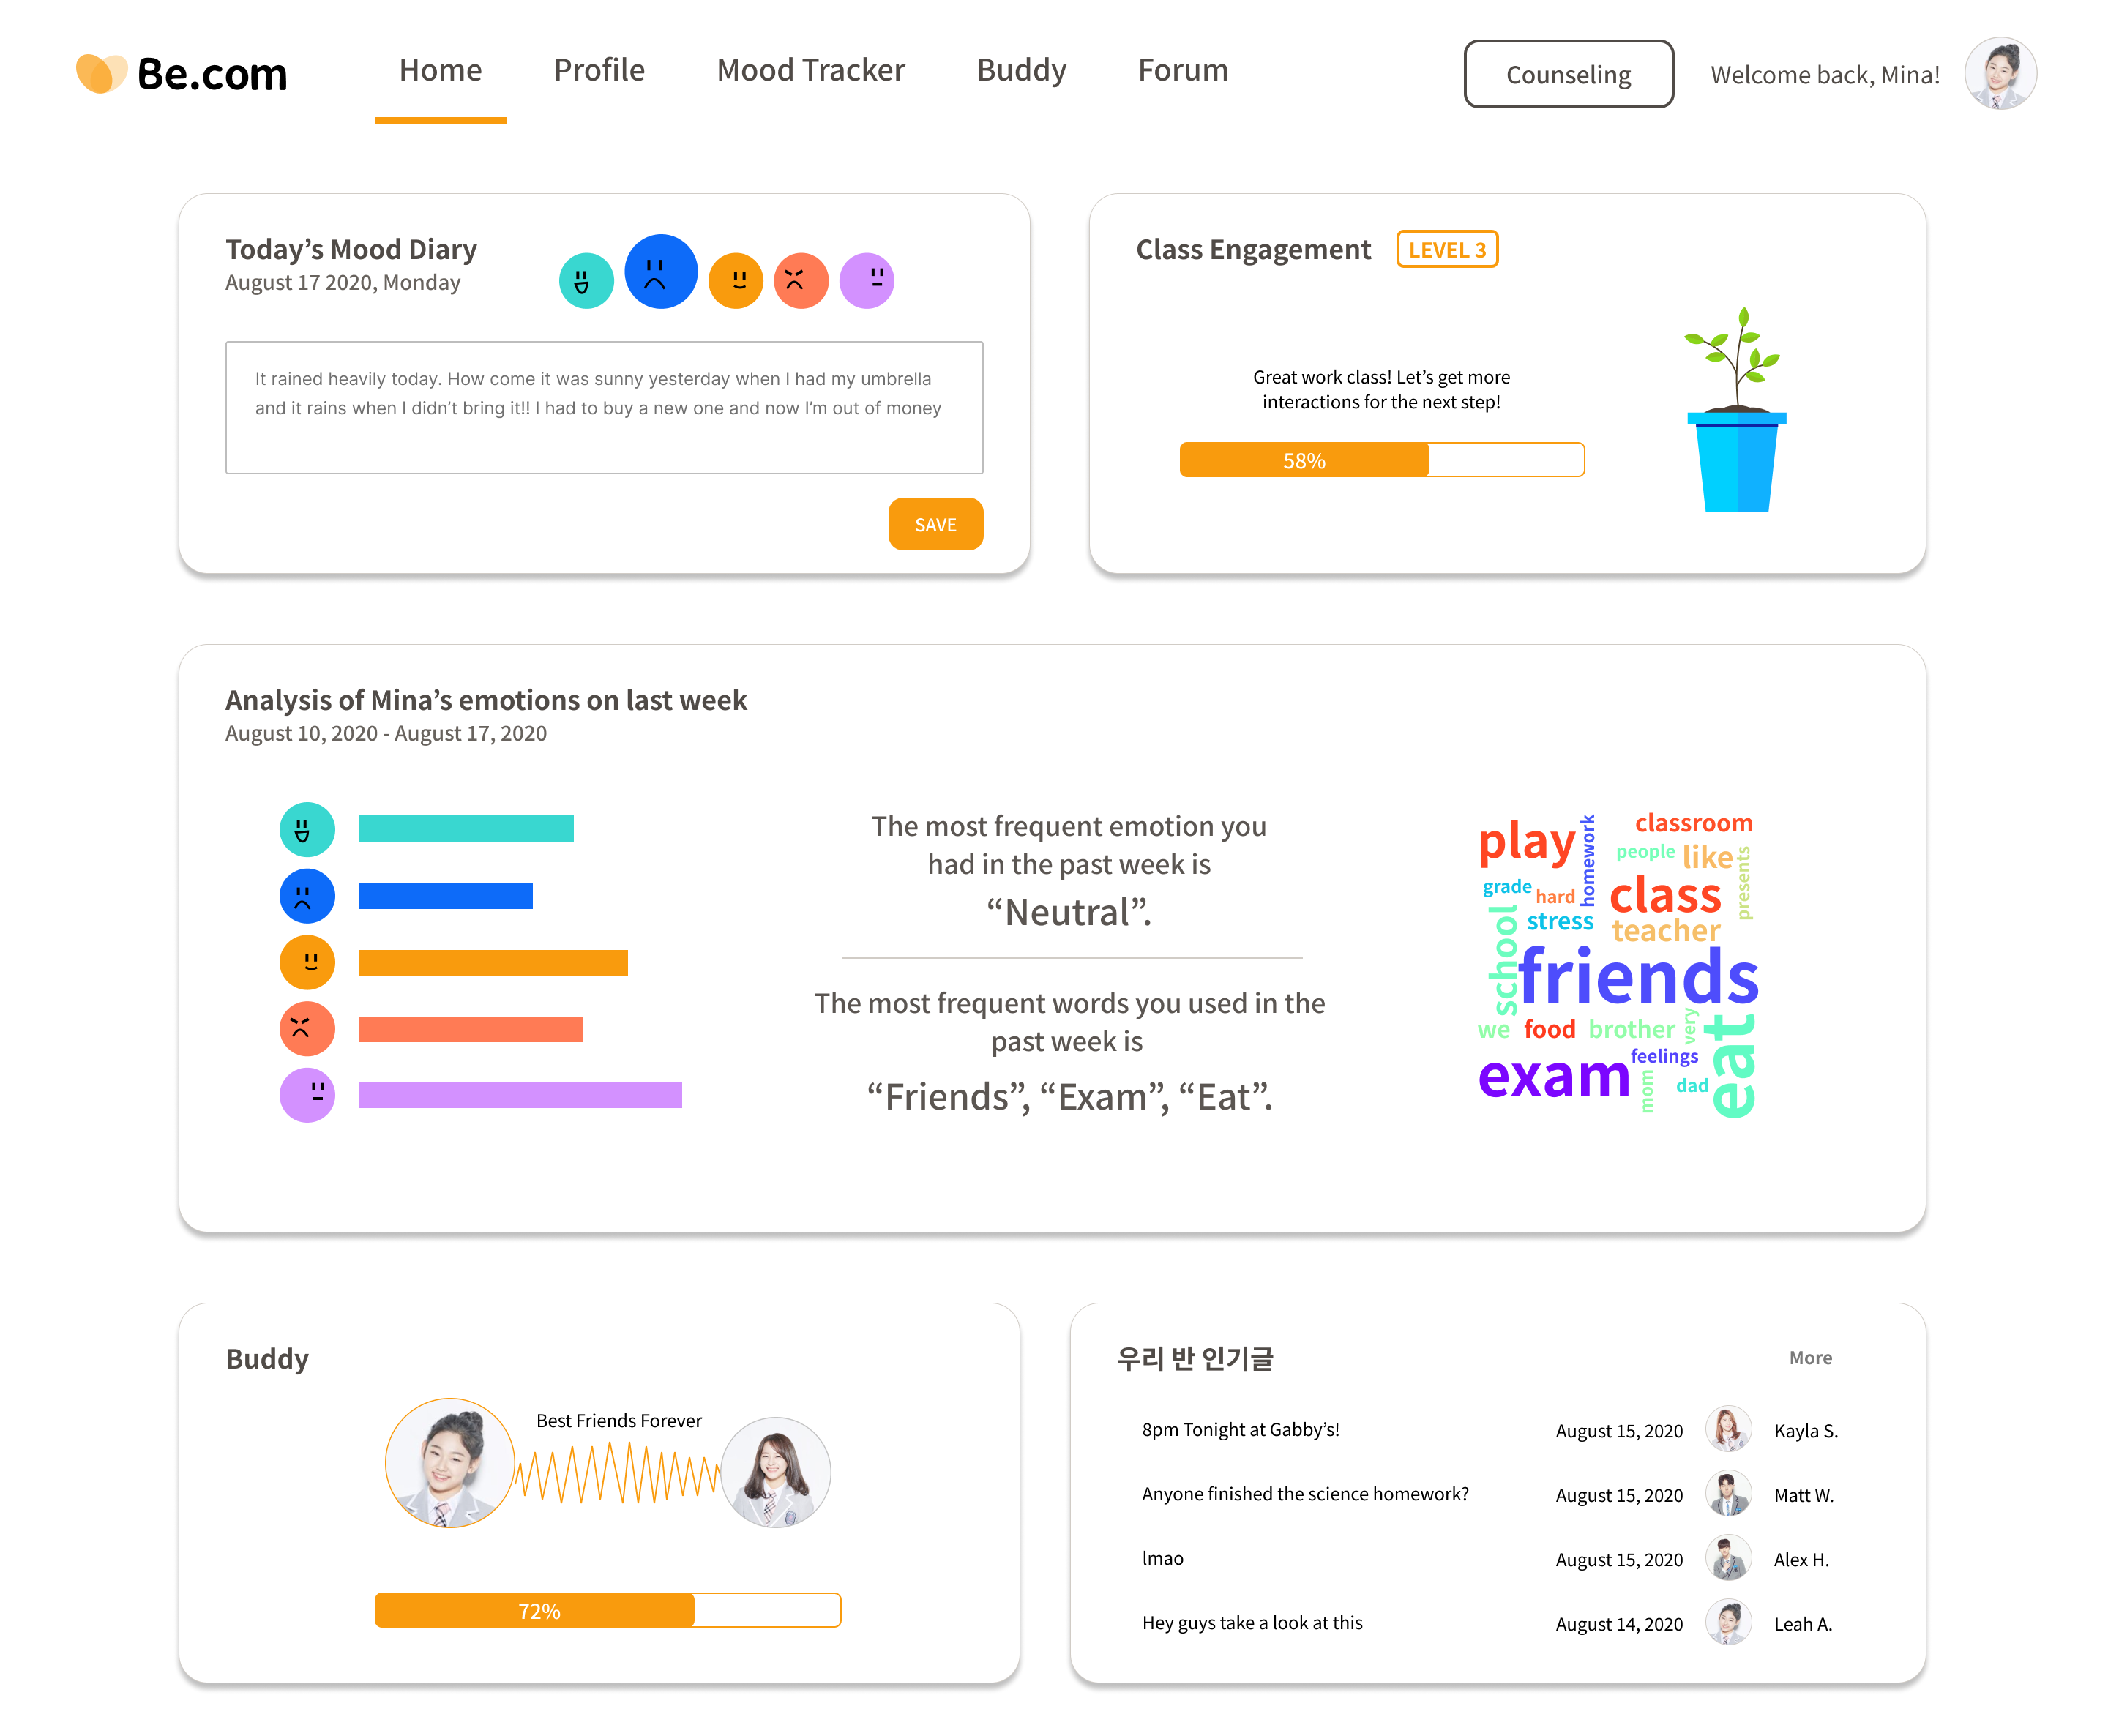 Be.com
Home
Profile
Mood Tracker
Buddy
Forum
Counseling
Welcome back, Mina!
Today’s Mood Diary
August 17 2020, Monday
It rained heavily today. How come it was sunny yesterday when I had my umbrella
and it rains when I didn’t bring it!! I had to buy a new one and now I’m out of money
SAVE
Class Engagement
LEVEL 3
Great work class! Let’s get more
interactions for the next step!
58%
Analysis of Mina’s emotions on last week
August 10, 2020 - August 17, 2020
The most frequent emotion you
had in the past week is
“Neutral”.
The most frequent words you used in the
past week is
“Friends”, “Exam”, “Eat”.
play
homework
classroom
people
like
presents
grade
hard
class
school
stress
teacher
friends
we
food
brother
very
eat
feelings
exam
mom
dad
Buddy
Best Friends Forever
72%
우리 반 인기글
More
8pm Tonight at Gabby’s!
August 15, 2020
Kayla S.
Anyone finished the science homework?
August 15, 2020
Matt W.
lmao
August 15, 2020
Alex H.
Hey guys take a look at this
August 14, 2020
Leah A.